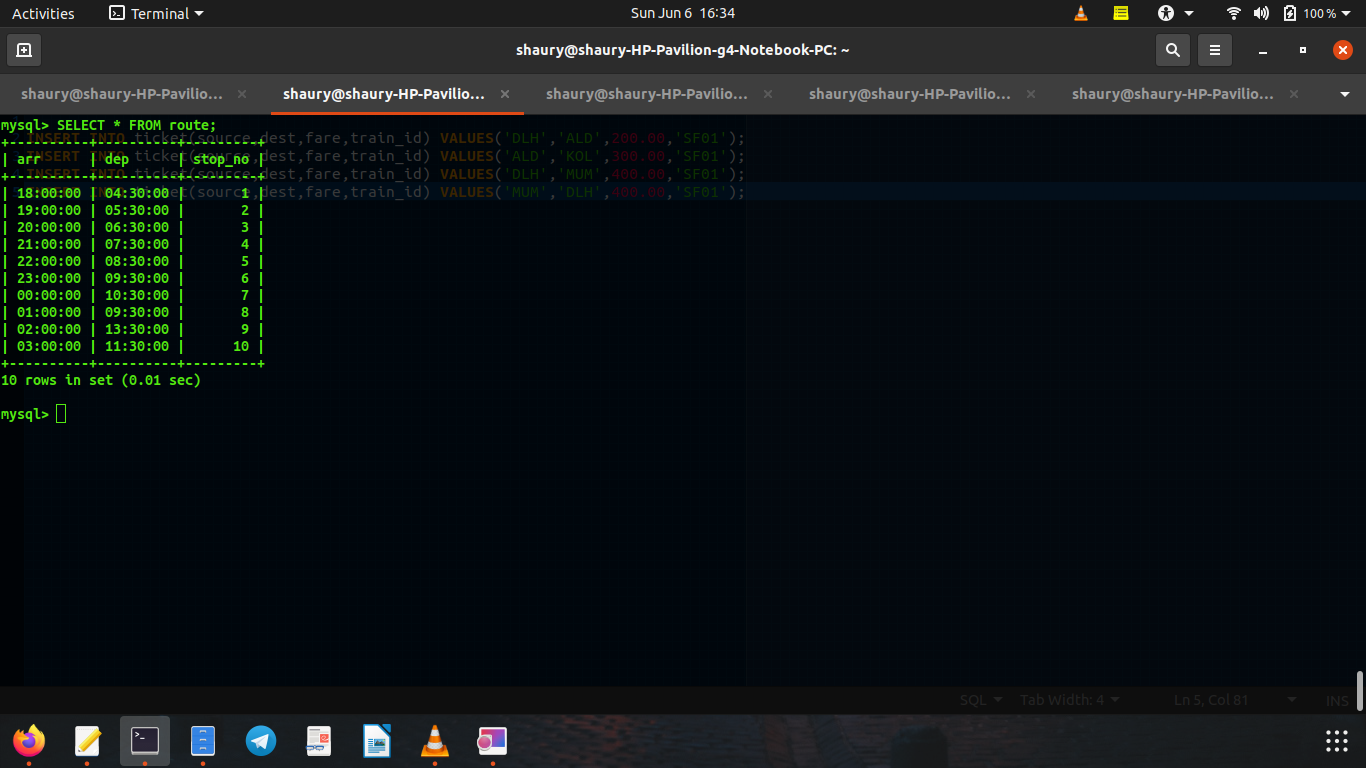 Activities Terminal Sun Jun 6 16:34 100 %
shaury@shaury-HP-Pavilion-g4-Notebook-PC: ~
shaury@shaury-HP-Pavilio... × shaury@shaury-HP-Pavilio... × shaury@shaury-HP-Pavilio... × shaury@shaury-HP-Pavilio... × shaury@shaury-HP-Pavilio... ×
mysql> SELECT * FROM route;
+----------+----------+---------+
| arr      | dep      | stop_no |
+----------+----------+---------+
| 18:00:00 | 04:30:00 |       1 |
| 19:00:00 | 05:30:00 |       2 |
| 20:00:00 | 06:30:00 |       3 |
| 21:00:00 | 07:30:00 |       4 |
| 22:00:00 | 08:30:00 |       5 |
| 23:00:00 | 09:30:00 |       6 |
| 00:00:00 | 10:30:00 |       7 |
| 01:00:00 | 09:30:00 |       8 |
| 02:00:00 | 13:30:00 |       9 |
| 03:00:00 | 11:30:00 |      10 |
+----------+----------+---------+
10 rows in set (0.01 sec)
mysql>
INSERT INTO ticket(source,dest,fare,train_id) VALUES('DLH','ALD',200.00,'SF01');
INSERT INTO ticket(source,dest,fare,train_id) VALUES('ALD','KOL',300.00,'SF01');
INSERT INTO ticket(source,dest,fare,train_id) VALUES('DLH','MUM',400.00,'SF01');
INSERT INTO ticket(source,dest,fare,train_id) VALUES('MUM','DLH',400.00,'SF01');
SQL Tab Width: 4 Ln 5, Col 81 INS